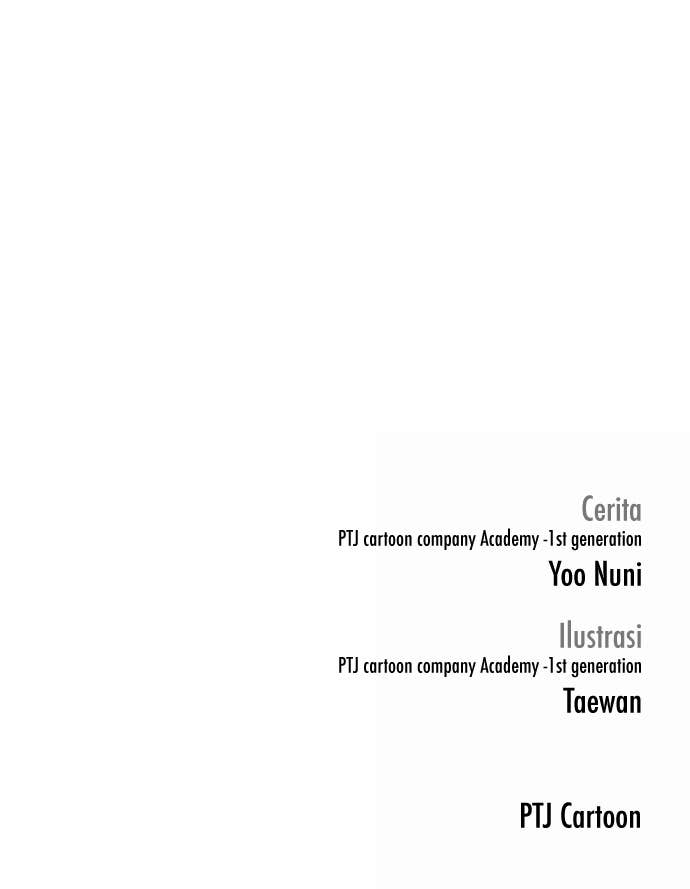 Cerita
PTJ cartoon company Academy -1st generation
Yoo Nuni
Ilustrasi
PTJ cartoon company Academy -1st generation
Taewan
PTJ Cartoon